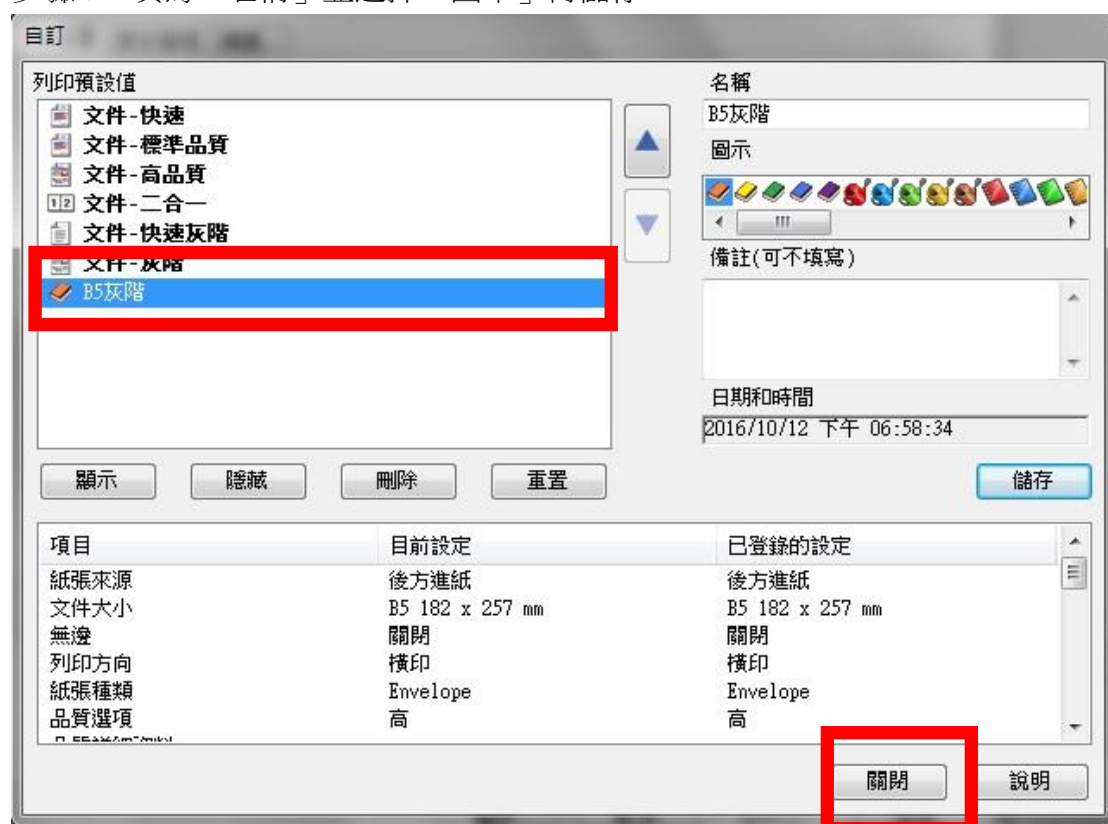 自訂
列印預設值
文件-快速
文件-標準品質
文件-高品質
12 文件-二合一
文件-快速灰階
文件-灰階
B5灰階
名稱
B5灰階
圖示
備註(可不填寫)
日期和時間
2016/10/12 下午 06:58:34
顯示 隱藏 刪除 重置 儲存
項目 目前設定 已登錄的設定
紙張來源 後方進紙 後方進紙
文件大小 B5 182 x 257 mm B5 182 x 257 mm
無邊 關閉 關閉
列印方向 橫印 橫印
紙張種類 Envelope Envelope
品質選項 高 高
關閉 說明